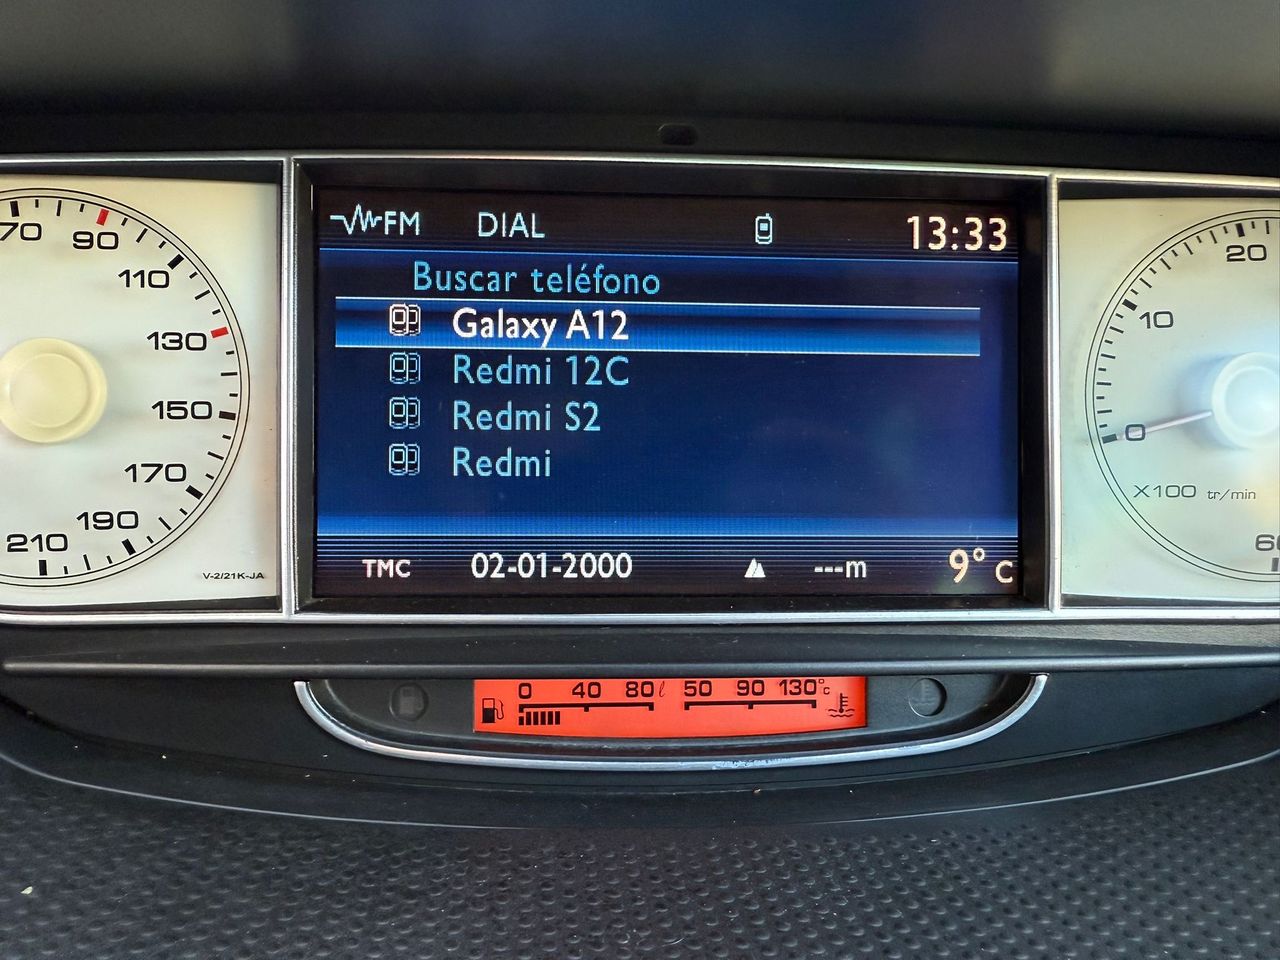 FM DIAL 13:33
Buscar teléfono
Galaxy A12
Redmi 12C
Redmi S2
Redmi
TMC 02-01-2000 ---m 9° C
70 90 110 130 150 170 190 210
V-2/21K-JA
20 10 0
X100 tr/min
60
0 40 80 l 50 90 130 °c